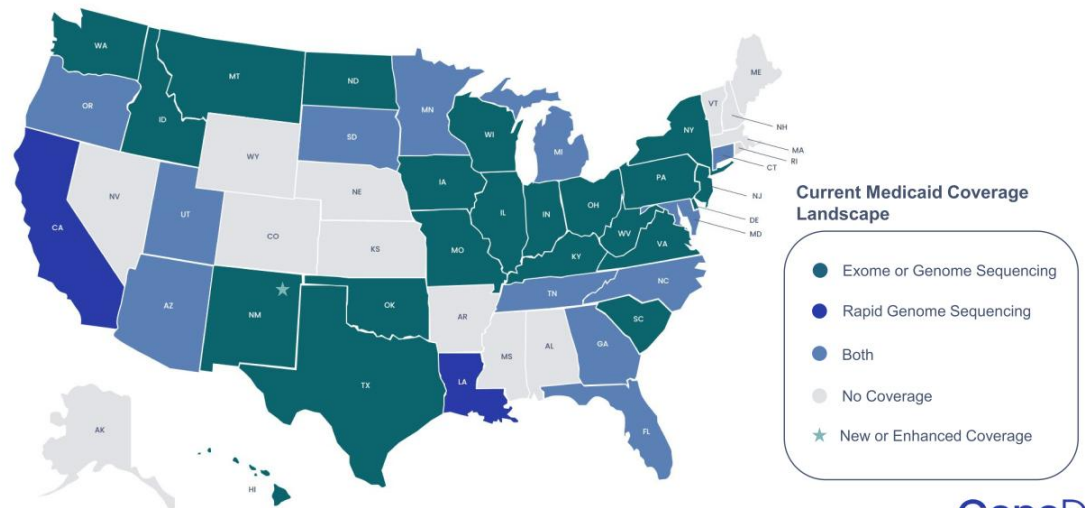 WA
MT
ND
MN
OR
ID
SD
WI
MI
NY
VT
ME
NH
MA
RI
CT
WY
IA
NE
PA
NJ
NV
UT
CO
IL
IN
OH
DE
MD
CA
KS
MO
WV
VA
KY
AZ
NM
OK
TN
NC
AR
SC
MS
AL
GA
TX
LA
FL
AK
HI
Current Medicaid Coverage
Landscape
Exome or Genome Sequencing
Rapid Genome Sequencing
Both
No Coverage
New or Enhanced Coverage